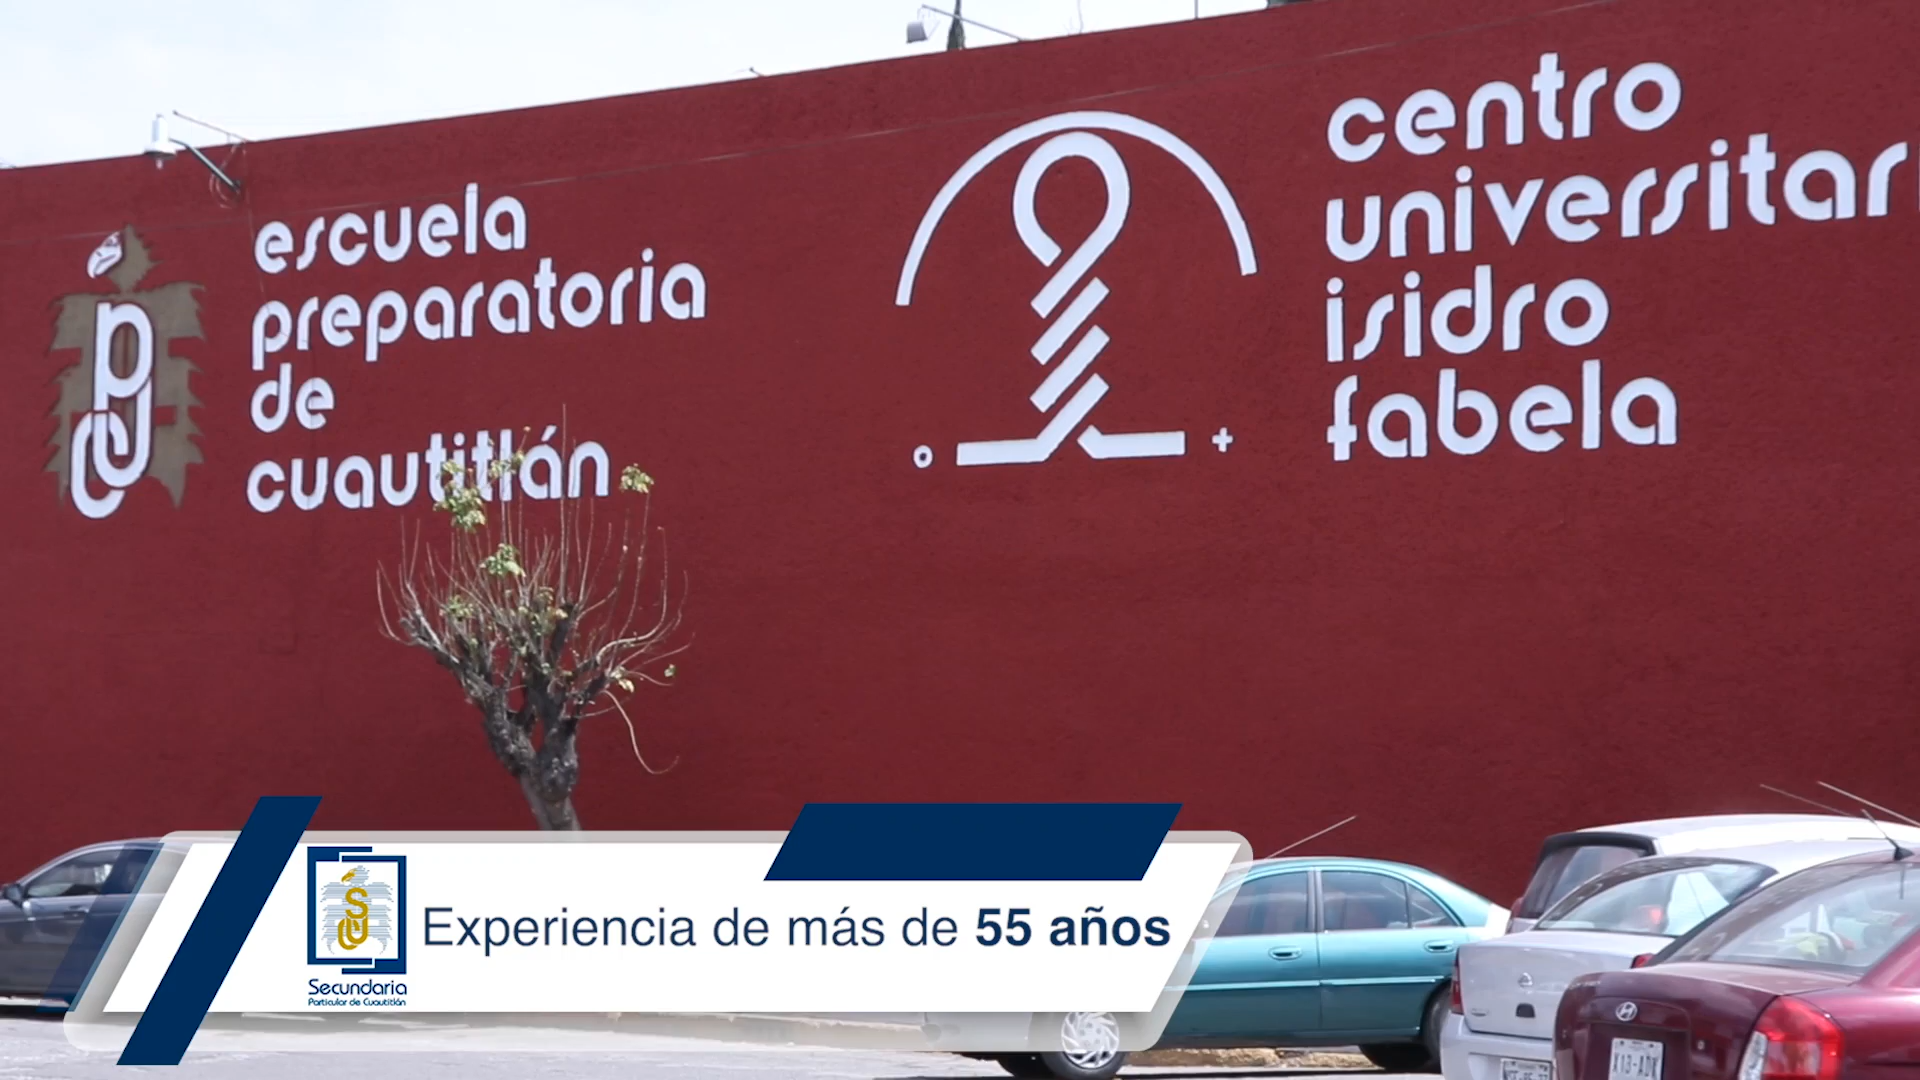 escuela
preparatoria
de
cuautitlán
centro
universitar
isidro
fabela
Experiencia de más de 55 años
Secundaria
Particular de Cuautitlán